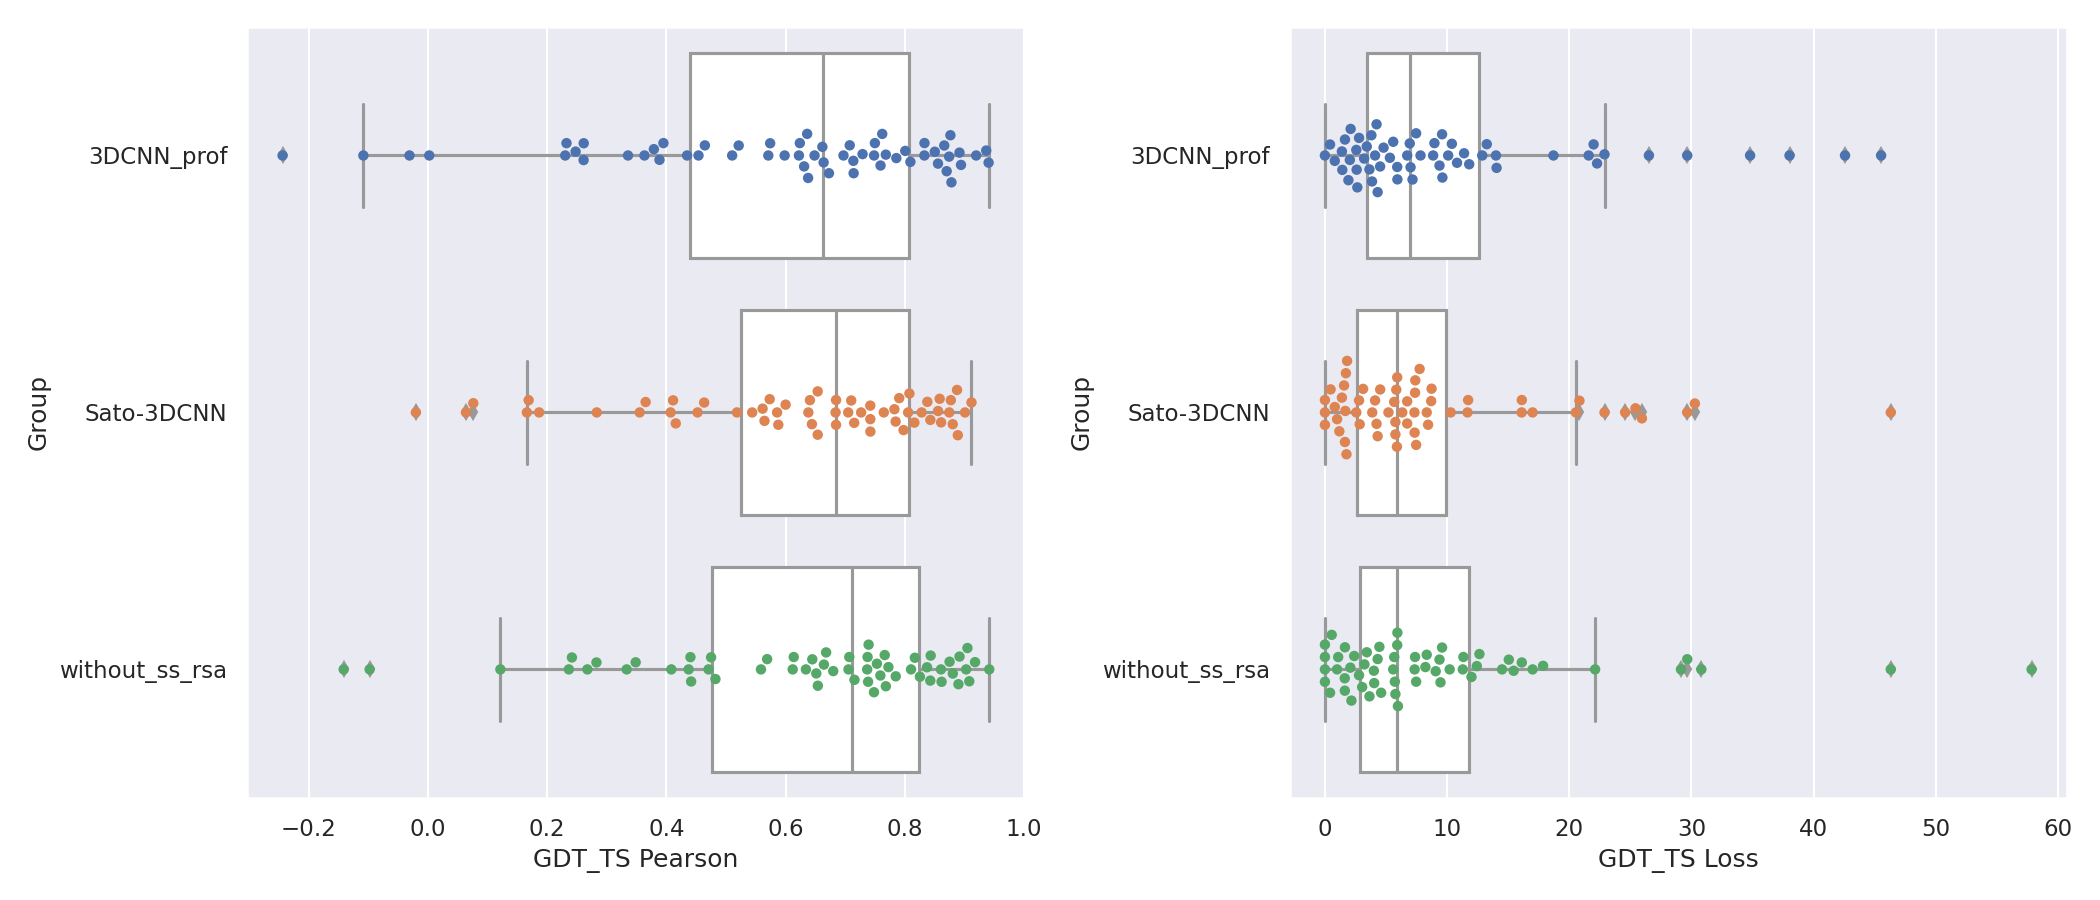 3DCNN_prof
Sato-3DCNN
without_ss_rsa
Group
−0.2 0.0 0.2 0.4 0.6 0.8 1.0
GDT_TS Pearson
3DCNN_prof
Sato-3DCNN
without_ss_rsa
Group
0 10 20 30 40 50 60
GDT_TS Loss